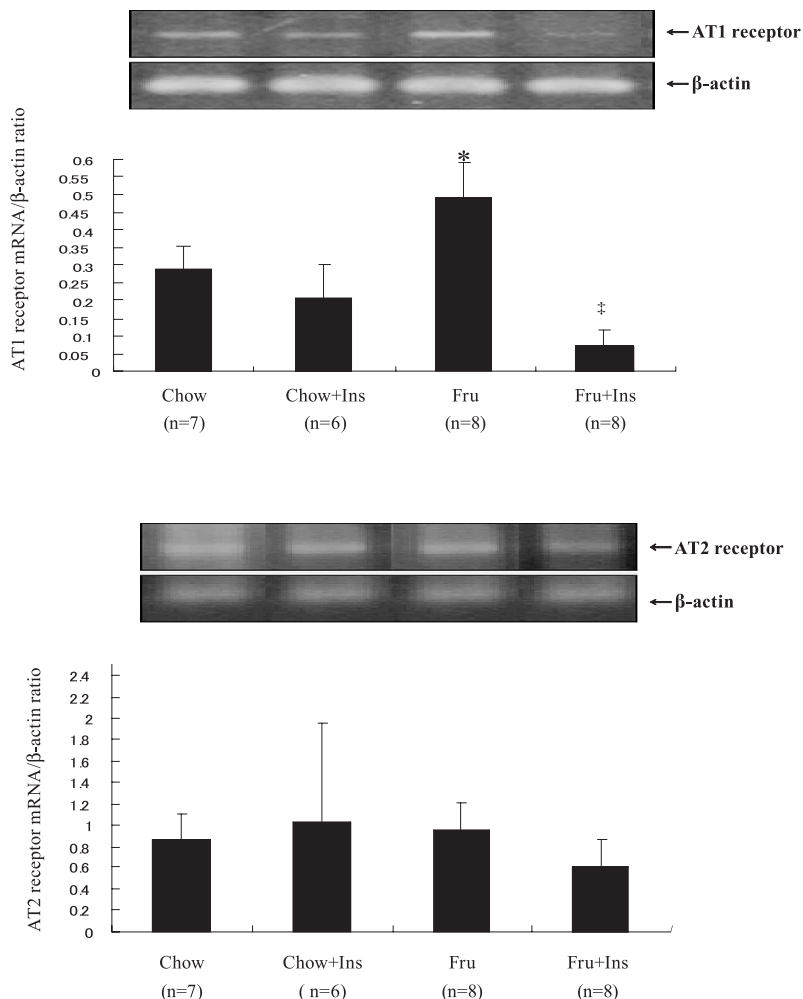 AT1 receptor
β-actin
AT1 receptor mRNA/β-actin ratio
0.6
0.55
0.5
0.45
0.4
0.35
0.3
0.25
0.2
0.15
0.1
0.05
0
*
‡
Chow Chow+Ins Fru Fru+Ins
(n=7) (n=6) (n=8) (n=8)
AT2 receptor
β-actin
AT2 receptor mRNA/β-actin ratio
2.4
2.2
2
1.8
1.6
1.4
1.2
1
0.8
0.6
0.4
0.2
0
Chow Chow+Ins Fru Fru+Ins
(n=7) ( n=6) (n=8) (n=8)